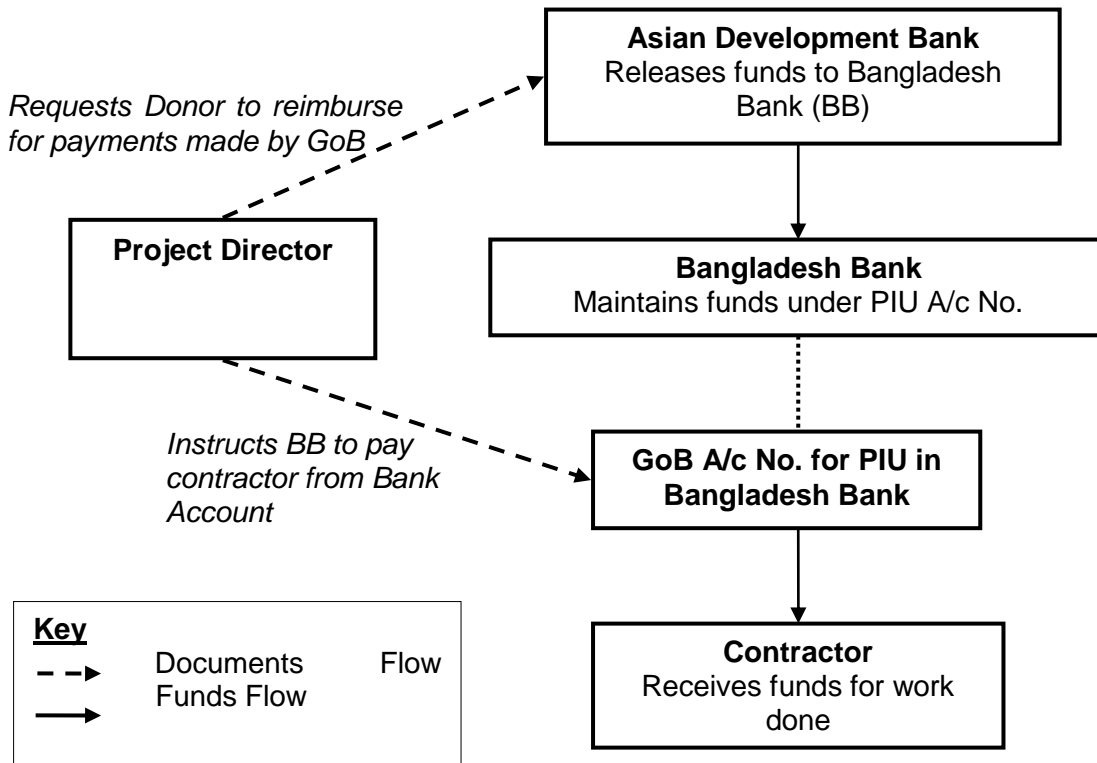 Asian Development Bank
Releases funds to Bangladesh
Bank (BB)
Requests Donor to reimburse
for payments made by GoB
Project Director
Bangladesh Bank
Maintains funds under PIU A/c No.
Instructs BB to pay
contractor from Bank
Account
GoB A/c No. for PIU in
Bangladesh Bank
Key
Documents Flow
Funds Flow
Contractor
Receives funds for work
done